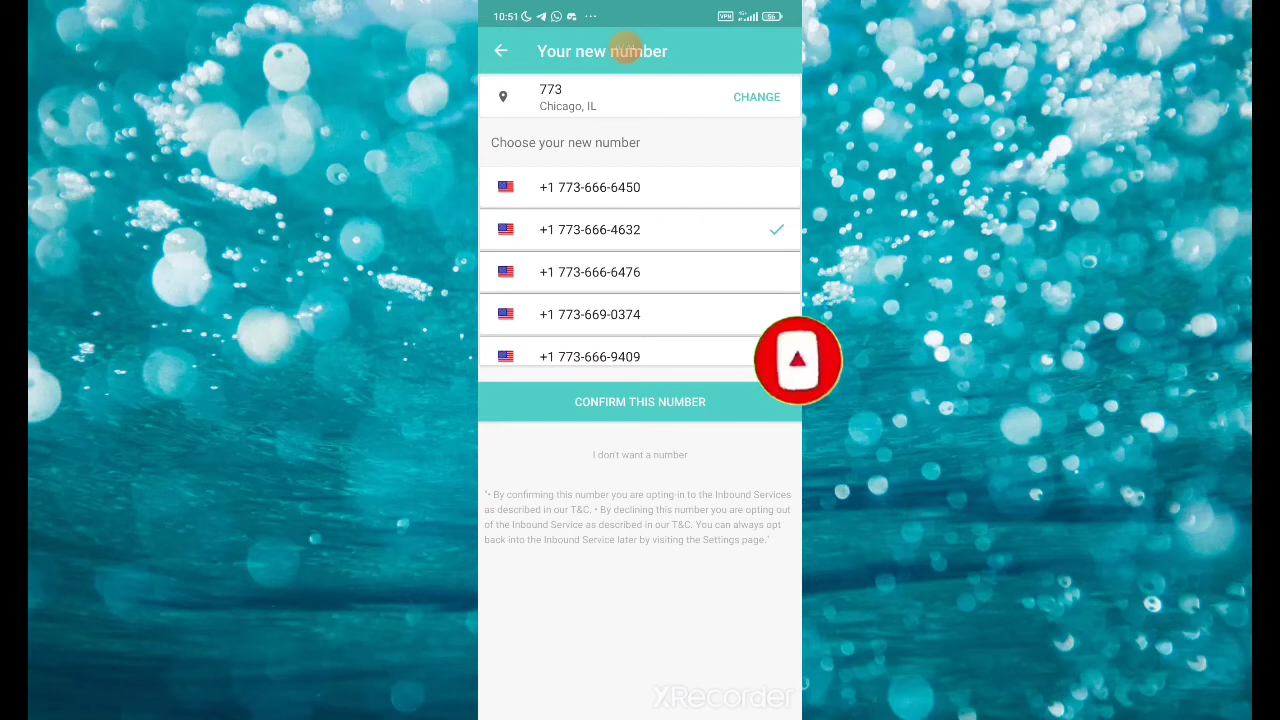 10:51
VPN
56
Your new number
773
Chicago, IL
CHANGE
Choose your new number
+1 773-666-6450
+1 773-666-4632
+1 773-666-6476
+1 773-669-0374
+1 773-666-9409
CONFIRM THIS NUMBER
I don't want a number
"• By confirming this number you are opting-in to the Inbound Services
as described in our T&C. • By declining this number you are opting out
of the Inbound Service as described in our T&C. You can always opt
back into the Inbound Service later by visiting the Settings page."
XRecorder